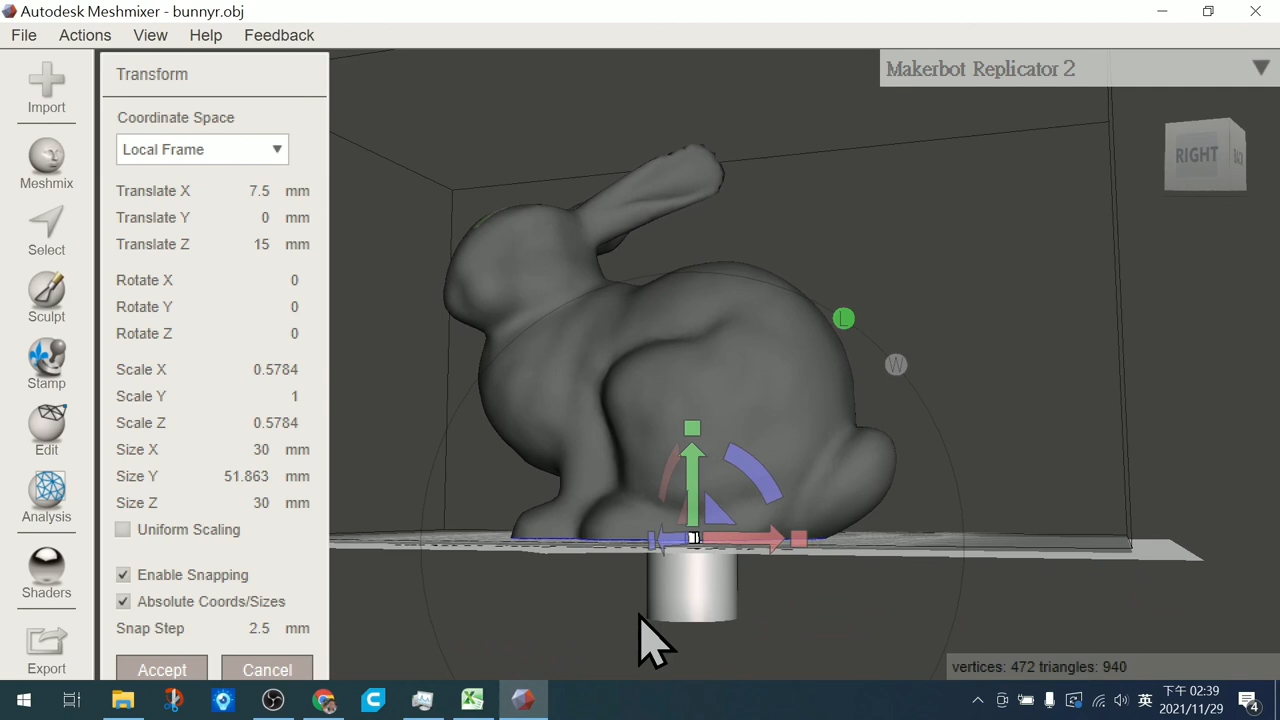 Autodesk Meshmixer - bunnyr.obj
File Actions View Help Feedback
Import
Meshmix
Select
Sculpt
Stamp
Edit
Analysis
Shaders
Export
Transform
Coordinate Space
Local Frame
Translate X 7.5 mm
Translate Y 0 mm
Translate Z 15 mm
Rotate X 0
Rotate Y 0
Rotate Z 0
Scale X 0.5784
Scale Y 1
Scale Z 0.5784
Size X 30 mm
Size Y 51.863 mm
Size Z 30 mm
Uniform Scaling
Enable Snapping
Absolute Coords/Sizes
Snap Step 2.5 mm
Accept Cancel
Makerbot Replicator 2
RIGHT BACK
L
W
vertices: 472 triangles: 940
英
下午 02:39
2021/11/29
4